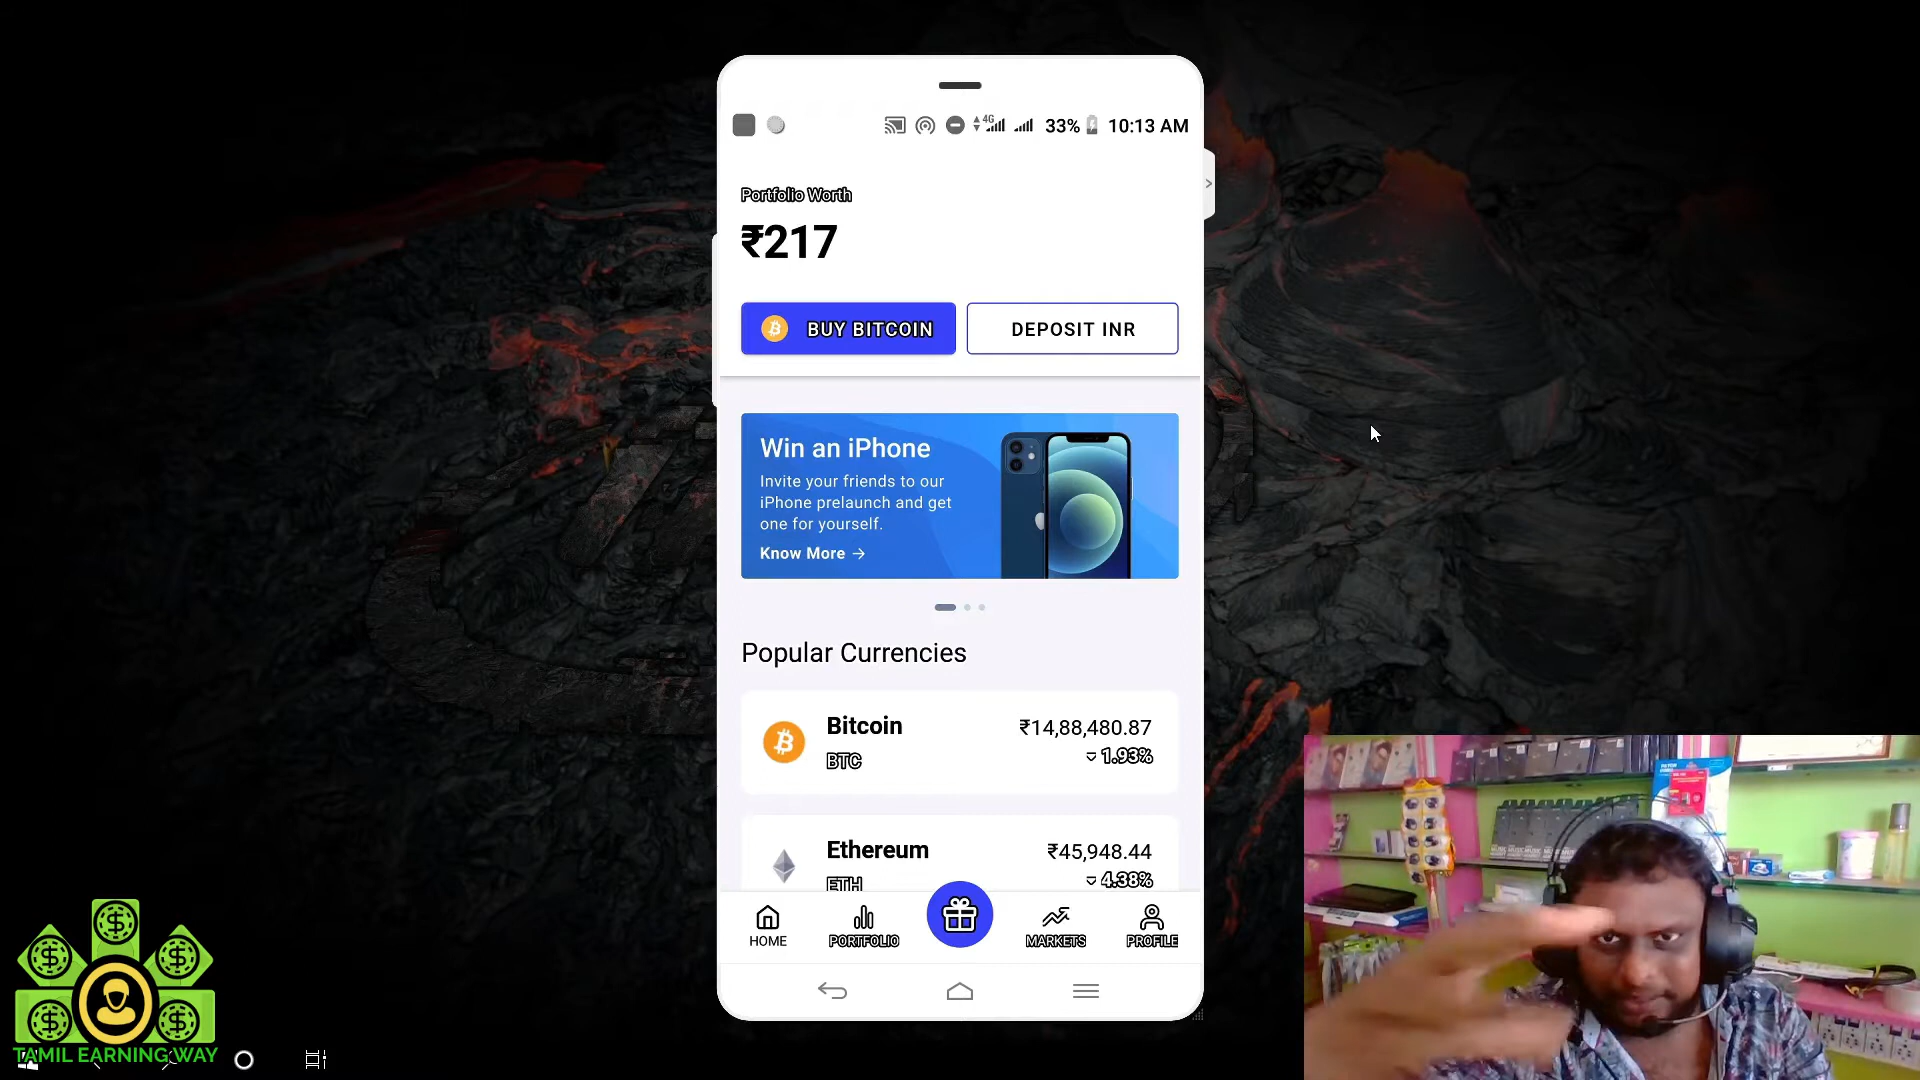 4G
33%
10:13 AM
Portfolio Worth
₹217
BUY BITCOIN
DEPOSIT INR
Win an iPhone
Invite your friends to our
iPhone prelaunch and get
one for yourself.
Know More →
Popular Currencies
Bitcoin
₹14,88,480.87
BTC
1.93%
Ethereum
₹45,948.44
ETH
4.38%
HOME
PORTFOLIO
MARKETS
PROFILE
TAMIL EARNING WAY